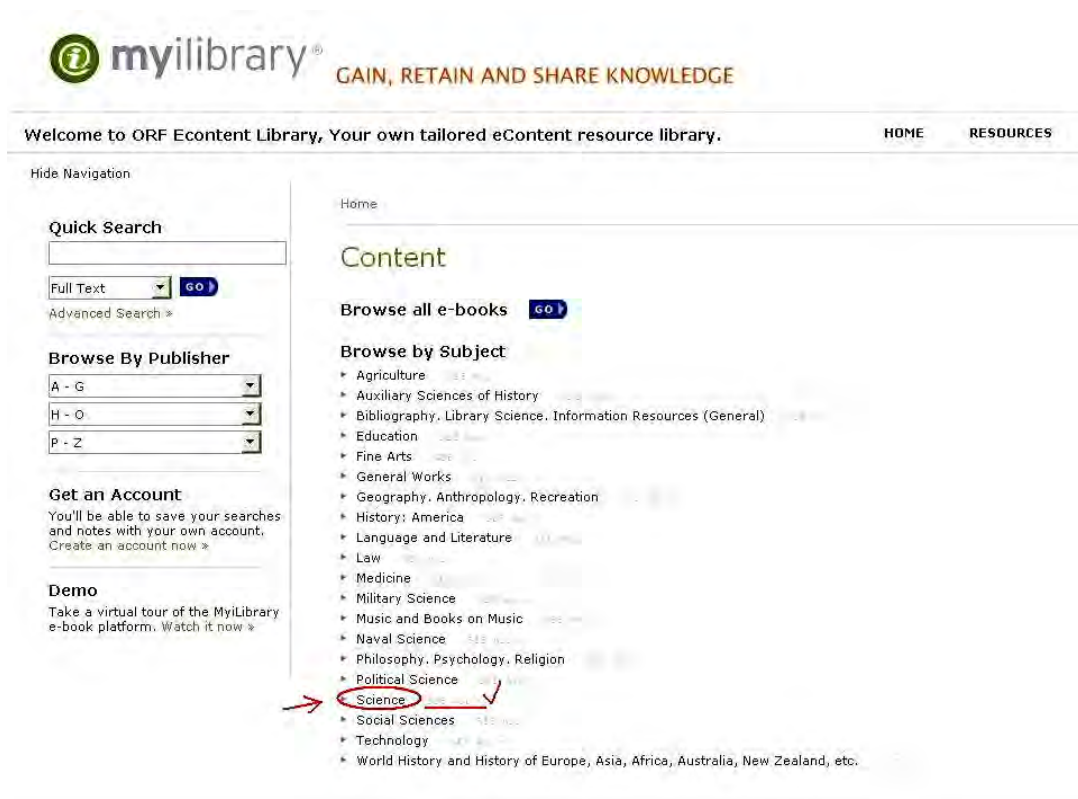 myilibrary®
GAIN, RETAIN AND SHARE KNOWLEDGE
Welcome to ORF Econtent Library, Your own tailored eContent resource library.
HOME RESOURCES
Hide Navigation
Quick Search
Full Text GO
Advanced Search »
Browse By Publisher
A - G
H - O
P - Z
Get an Account
You'll be able to save your searches
and notes with your own account.
Create an account now »
Demo
Take a virtual tour of the MyiLibrary
e-book platform. Watch it now »
Home
Content
Browse all e-books GO
Browse by Subject
Agriculture
Auxiliary Sciences of History
Bibliography. Library Science. Information Resources (General)
Education
Fine Arts
General Works
Geography. Anthropology. Recreation
History: America
Language and Literature
Law
Medicine
Military Science
Music and Books on Music
Naval Science
Philosophy. Psychology. Religion
Political Science
Science
Social Sciences
Technology
World History and History of Europe, Asia, Africa, Australia, New Zealand, etc.